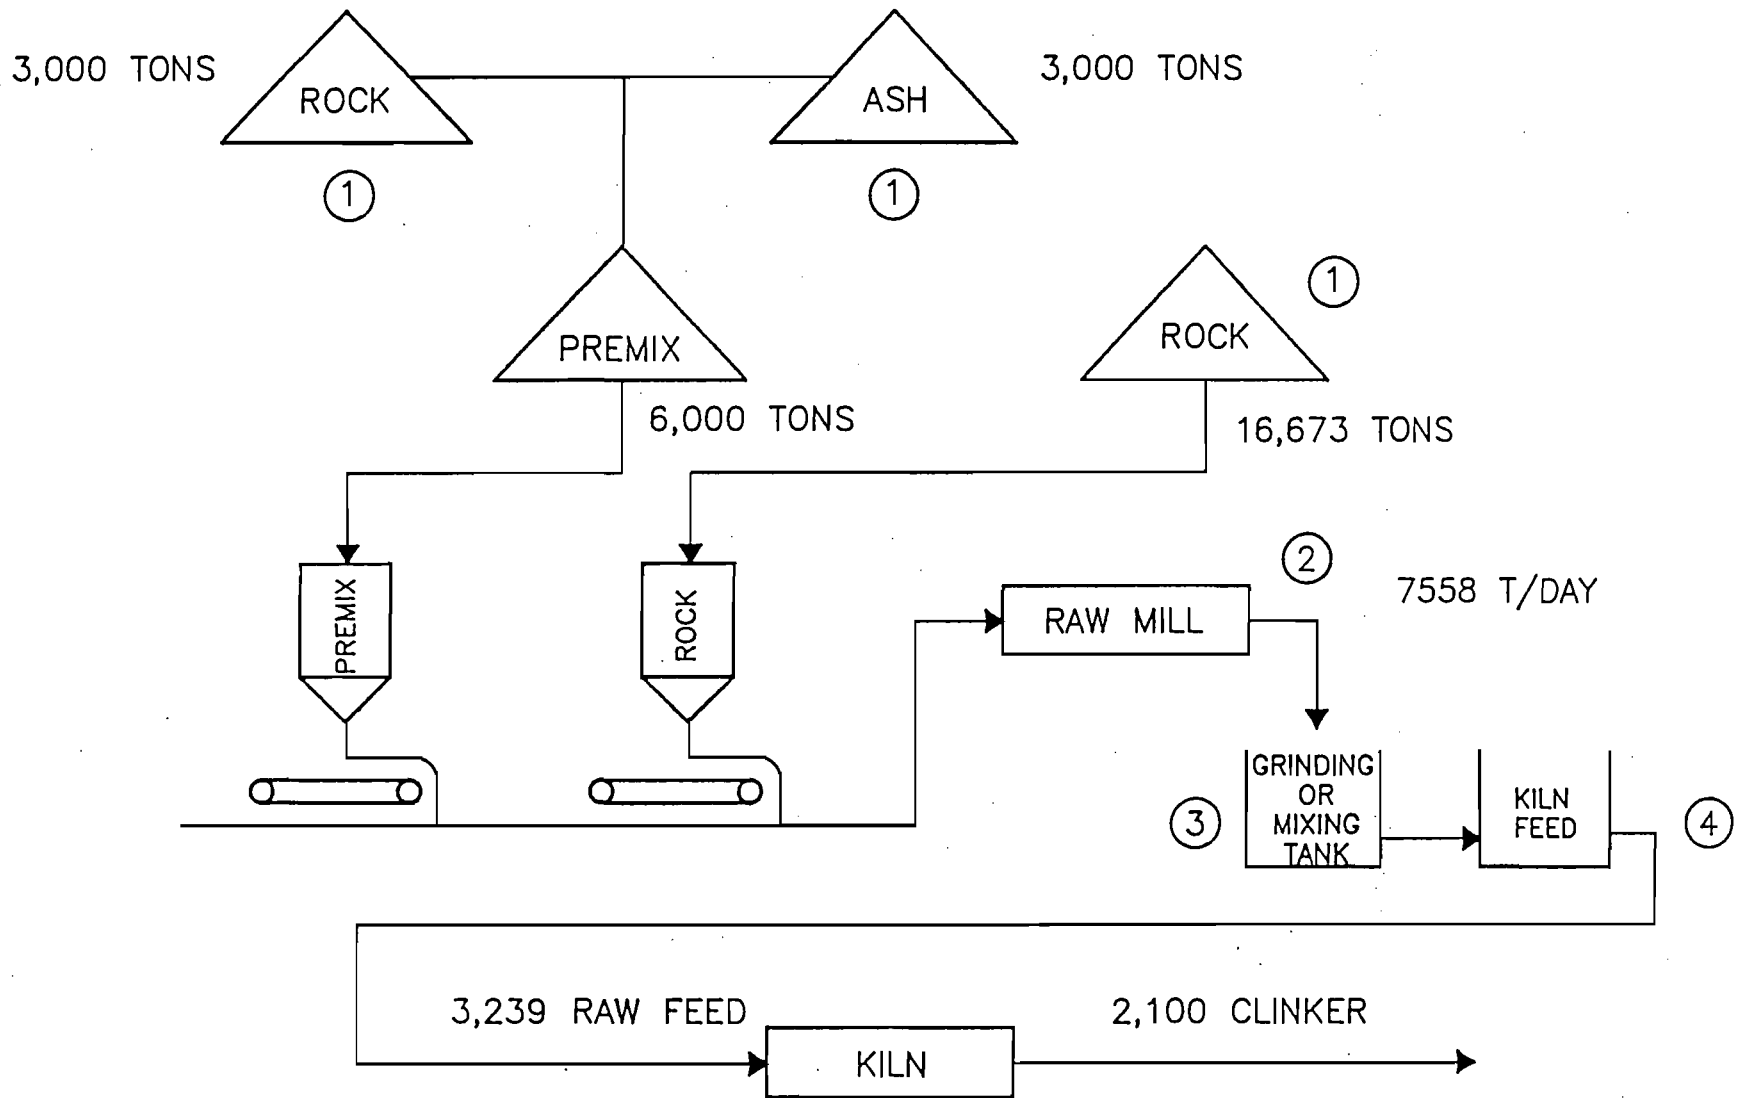 3,000 TONS
ROCK
ASH
3,000 TONS
1
1
PREMIX
ROCK
1
6,000 TONS
16,673 TONS
PREMIX
ROCK
RAW MILL
2
7558 T/DAY
GRINDING
OR
MIXING
TANK
3
KILN
FEED
4
3,239 RAW FEED
KILN
2,100 CLINKER